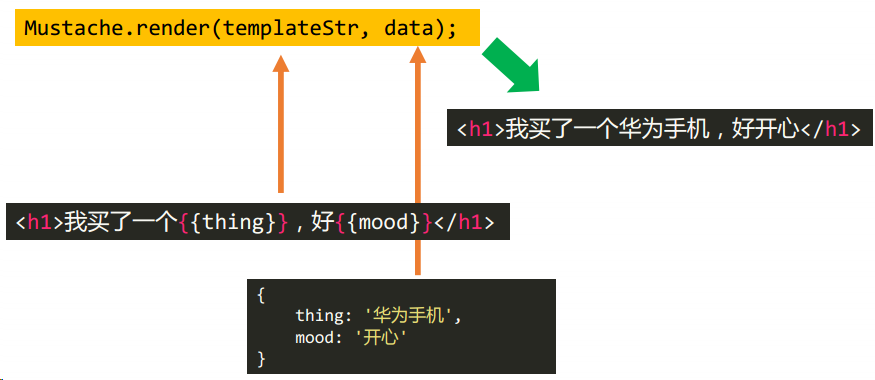 Mustache.render(templateStr, data);
<h1>我买了一个华为手机，好开心</h1>
<h1>我买了一个{{thing}}，好{{mood}}</h1>
{
    thing: '华为手机',
    mood: '开心'
}